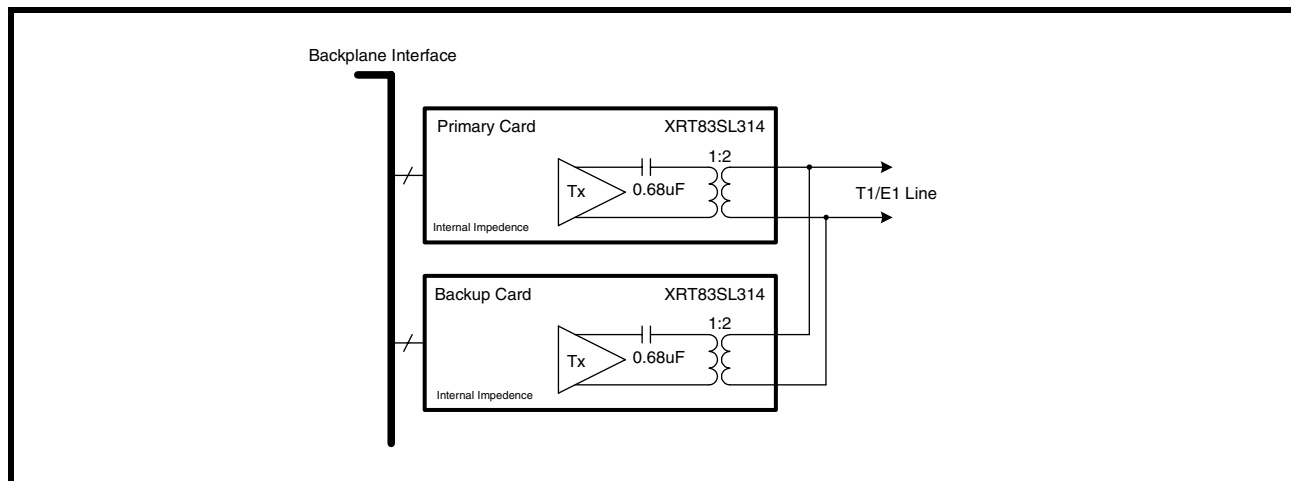 Backplane Interface
Primary Card XRT83SL314
1:2
Tx 0.68uF
T1/E1 Line
Internal Impedence
Backup Card XRT83SL314
1:2
Tx 0.68uF
Internal Impedence